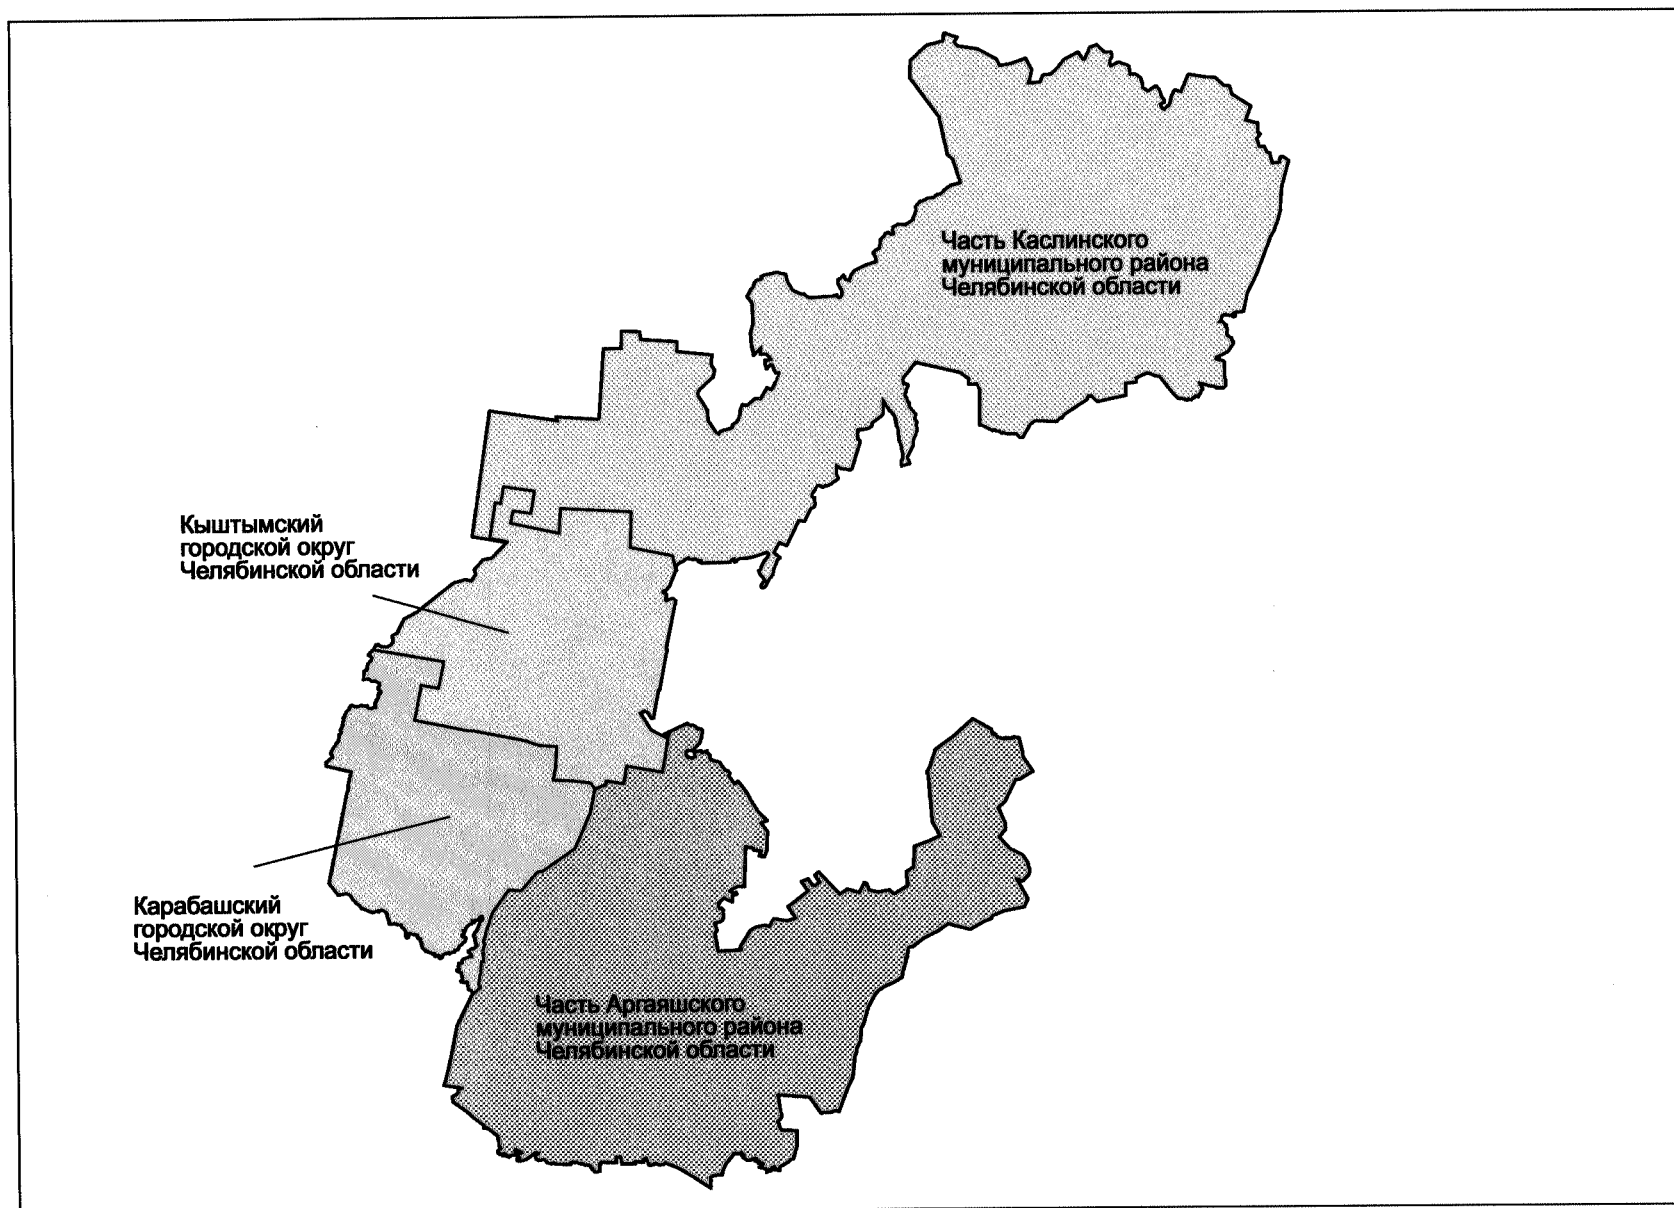 Часть Каслинского
муниципального района
Челябинской области
Кыштымский
городской округ
Челябинской области
Карабашский
городской округ
Челябинской области
Часть Аргаяшского
муниципального района
Челябинской области